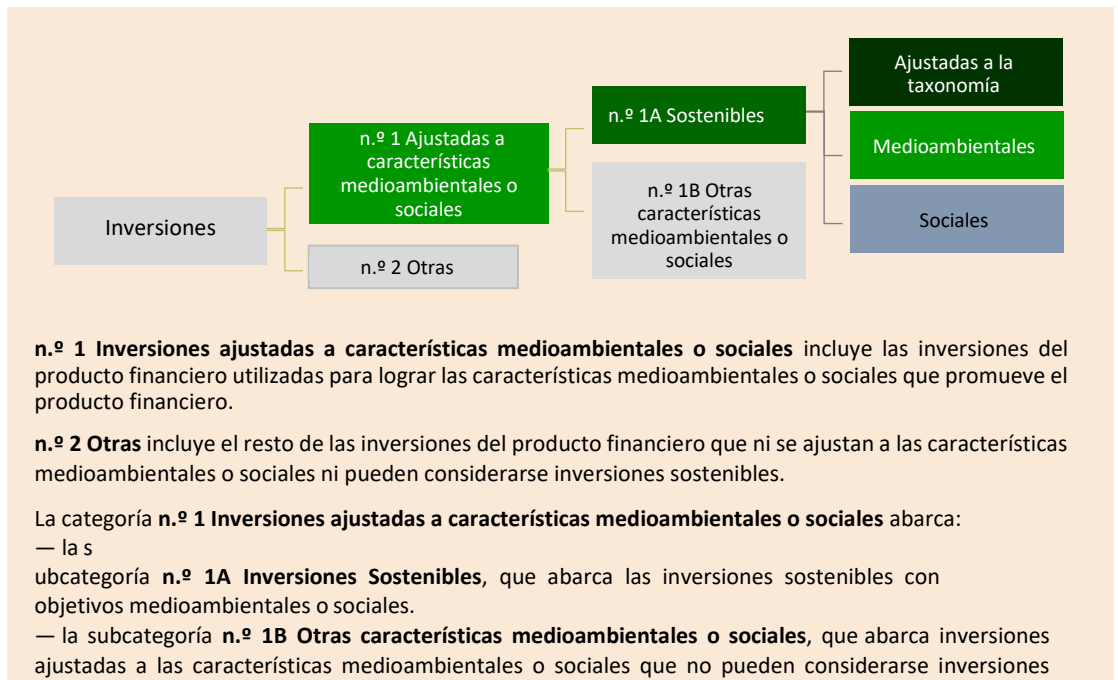 Inversiones
n.º 1 Ajustadas a
características
medioambientales o
sociales
n.º 2 Otras
n.º 1A Sostenibles
n.º 1B Otras
características
medioambientales o
sociales
Ajustadas a la
taxonomía
Medioambientales
Sociales
n.º 1 Inversiones ajustadas a características medioambientales o sociales incluye las inversiones del
producto financiero utilizadas para lograr las características medioambientales o sociales que promueve el
producto financiero.
n.º 2 Otras incluye el resto de las inversiones del producto financiero que ni se ajustan a las características
medioambientales o sociales ni pueden considerarse inversiones sostenibles.
La categoría n.º 1 Inversiones ajustadas a características medioambientales o sociales abarca:
— la s
ubcategoría n.º 1A Inversiones Sostenibles, que abarca las inversiones sostenibles con
objetivos medioambientales o sociales.
— la subcategoría n.º 1B Otras características medioambientales o sociales, que abarca inversiones
ajustadas a las características medioambientales o sociales que no pueden considerarse inversiones